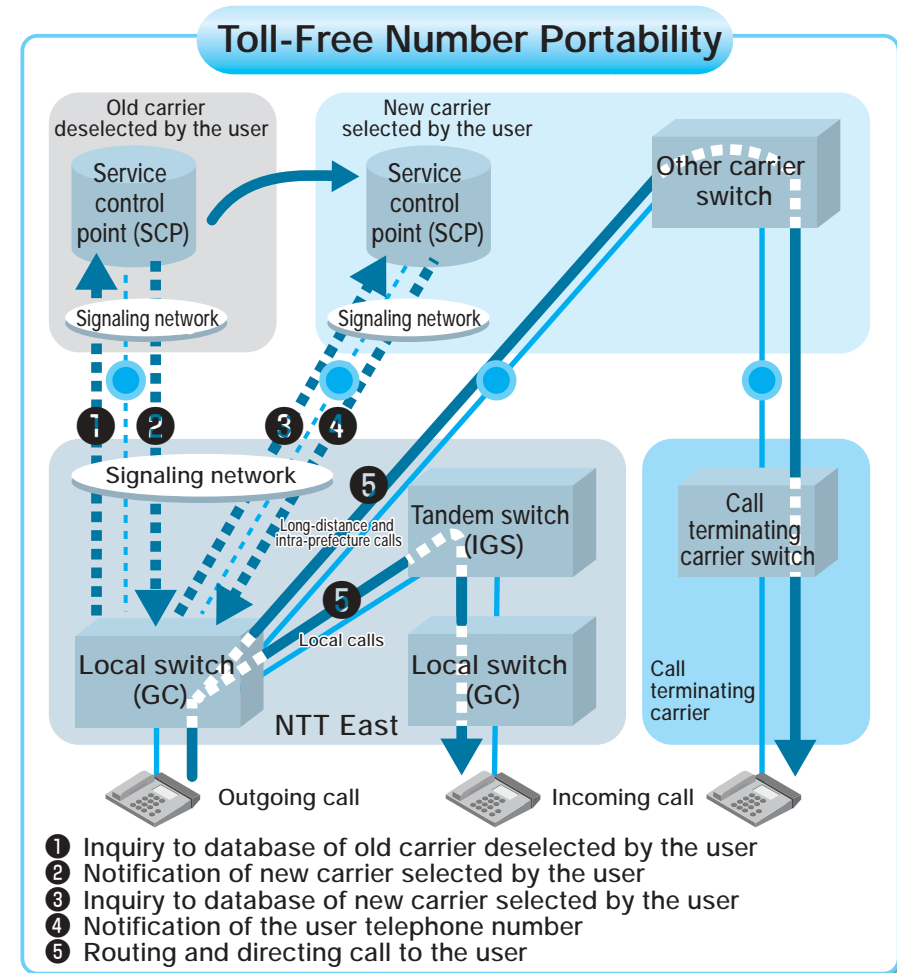 Toll-Free Number Portability
Old carrier
deselected by the user
New carrier
selected by the user
Service
control
point (SCP)
Service
control
point (SCP)
Other carrier
switch
Signaling network
Signaling network
1
2
3
4
Signaling network
5
Long-distance and
intra-prefecture calls
Tandem switch
(IGS)
Call
terminating
carrier switch
5
Local calls
Local switch
(GC)
Local switch
(GC)
Call
terminating
carrier
NTT East
Outgoing call
Incoming call
1 Inquiry to database of old carrier deselected by the user
2 Notification of new carrier selected by the user
3 Inquiry to database of new carrier selected by the user
4 Notification of the user telephone number
5 Routing and directing call to the user